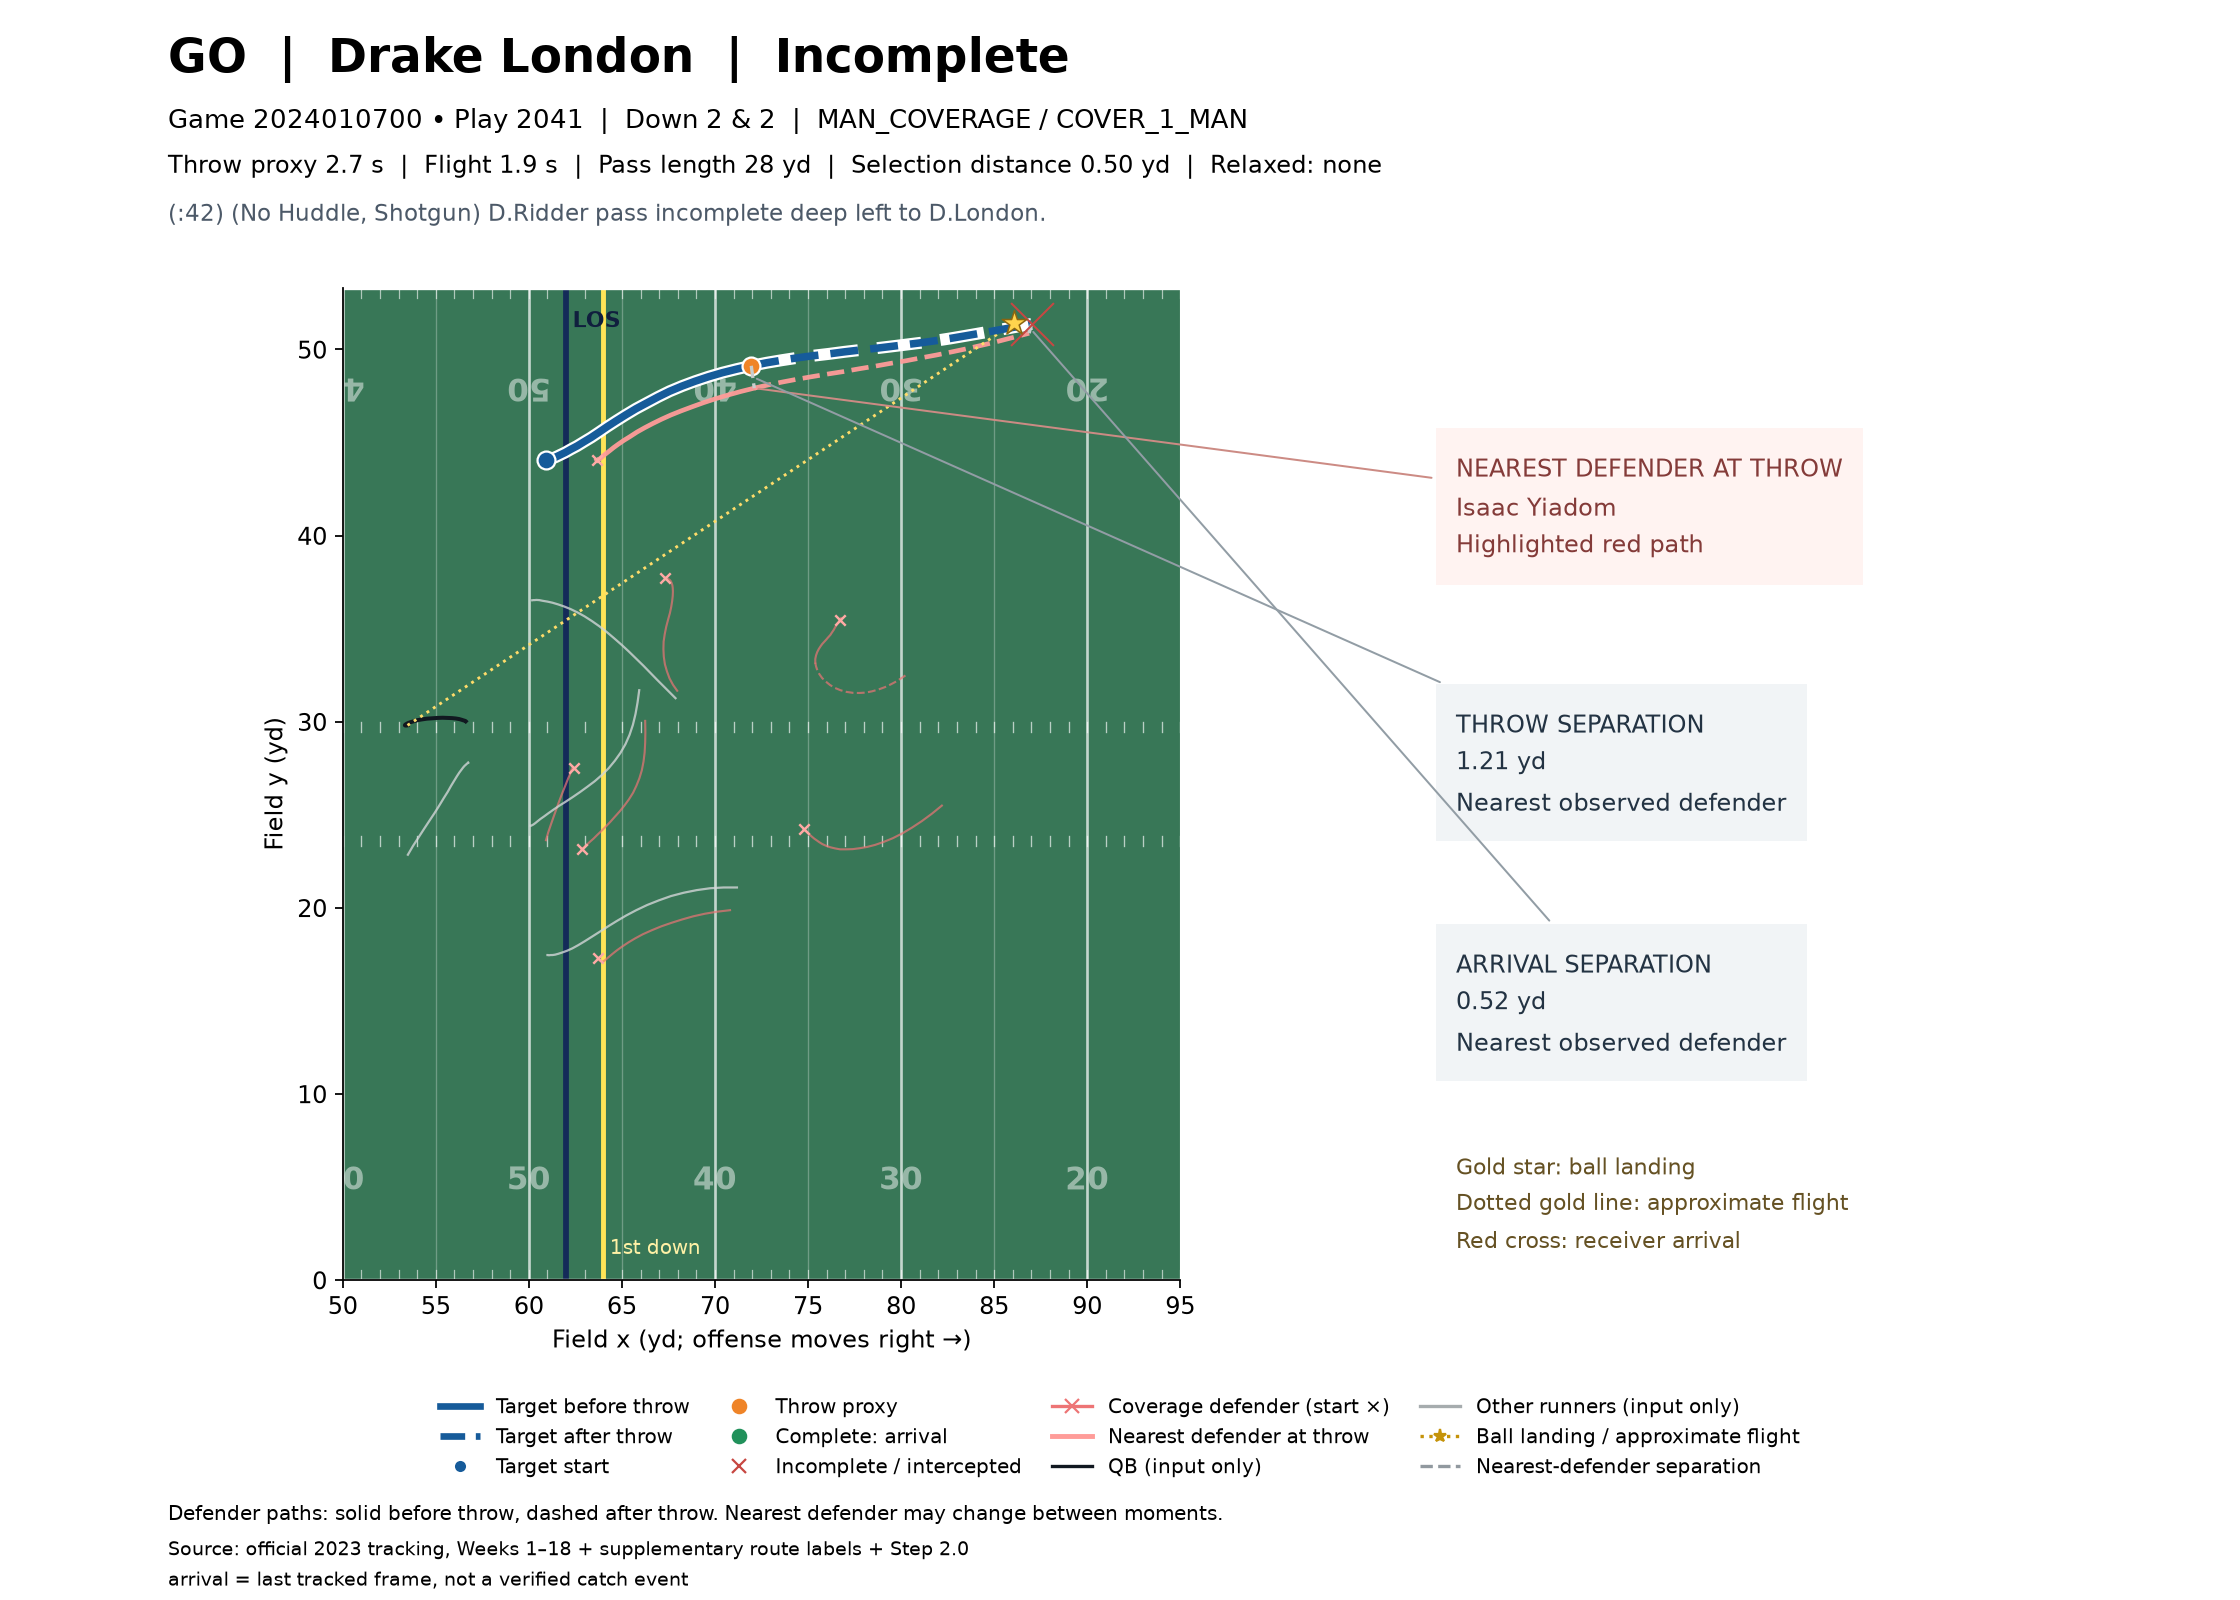 GO | Drake London | Incomplete
Game 2024010700 • Play 2041 | Down 2 & 2 | MAN_COVERAGE / COVER_1_MAN
Throw proxy 2.7 s | Flight 1.9 s | Pass length 28 yd | Selection distance 0.50 yd | Relaxed: none
(:42) (No Huddle, Shotgun) D.Ridder pass incomplete deep left to D.London.
LOS
4 50 40 30 20
50
40
30
20
10
0
Field y (yd)
0 50 40 30 20
1st down
50 55 60 65 70 75 80 85 90 95
Field x (yd; offense moves right →)
NEAREST DEFENDER AT THROW
Isaac Yiadom
Highlighted red path
THROW SEPARATION
1.21 yd
Nearest observed defender
ARRIVAL SEPARATION
0.52 yd
Nearest observed defender
Gold star: ball landing
Dotted gold line: approximate flight
Red cross: receiver arrival
Target before throw
Target after throw
Target start
Throw proxy
Complete: arrival
Incomplete / intercepted
Coverage defender (start ×)
Nearest defender at throw
QB (input only)
Other runners (input only)
Ball landing / approximate flight
Nearest-defender separation
Defender paths: solid before throw, dashed after throw. Nearest defender may change between moments.
Source: official 2023 tracking, Weeks 1–18 + supplementary route labels + Step 2.0
arrival = last tracked frame, not a verified catch event